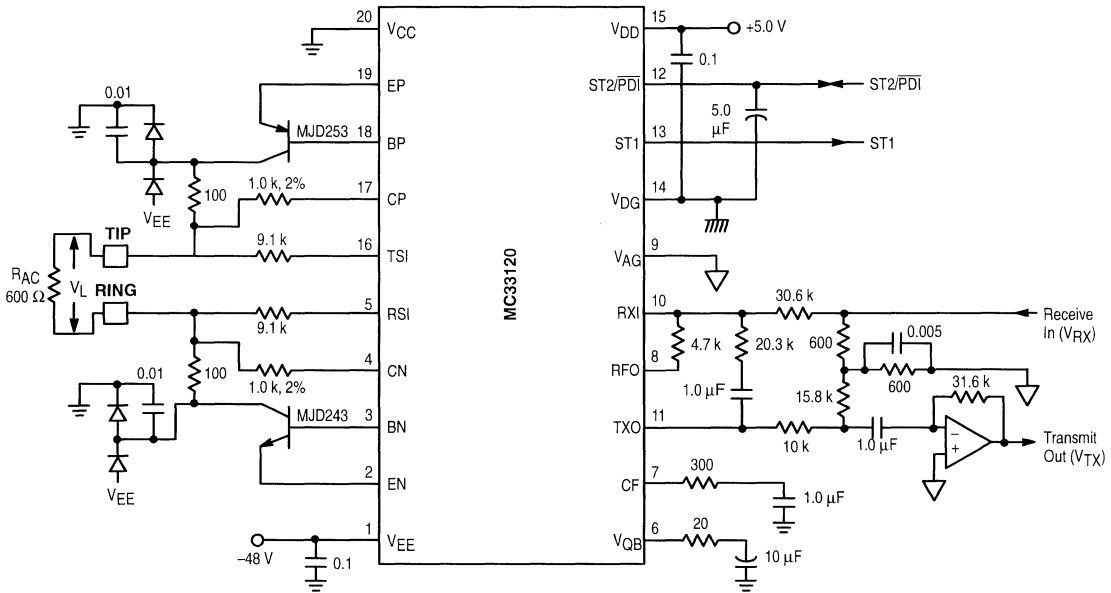 20
VCC
15
VDD
+5.0 V
0.1
19
EP
12
ST2/PDI
ST2/PDI
0.01
MJD253
18
BP
5.0
µF
13
ST1
ST1
1.0 k, 2%
17
CP
100
VEE
14
VDG
TIP
9.1 k
16
TSI
9
VAG
RAC
600 Ω
VL
RING
MC33120
10
RXI
30.6 k
Receive
In (VRX)
5
RSI
9.1 k
4.7 k
20.3 k
600
0.005
8
RFO
600
4
CN
1.0 k, 2%
100
0.01
1.0 µF
15.8 k
31.6 k
MJD243
3
BN
11
TXO
10 k
1.0 µF
–
+
Transmit
Out (VTX)
VEE
2
EN
7
CF
300
1.0 µF
1
VEE
–48 V
0.1
6
VQB
20
10 µF